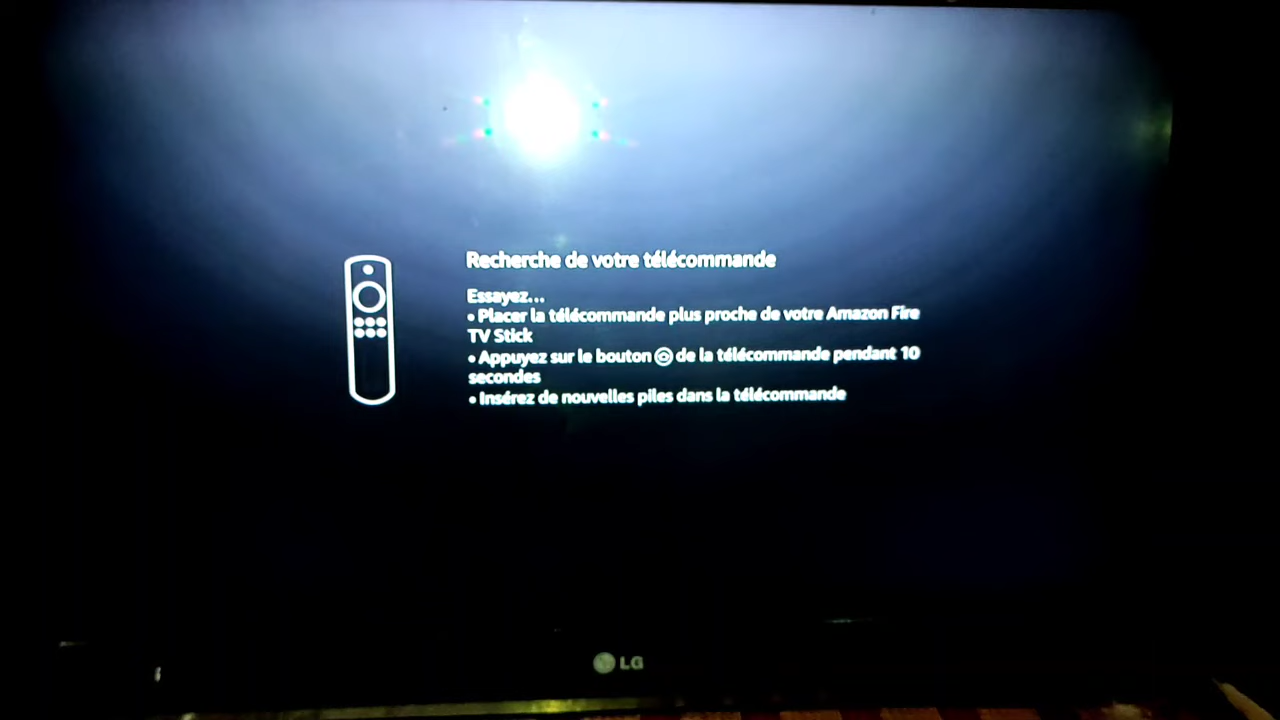 Recherche de votre télécommande
Essayez...
• Placer la télécommande plus proche de votre Amazon Fire
TV Stick
• Appuyez sur le bouton de la télécommande pendant 10
secondes
• Insérez de nouvelles piles dans la télécommande
LG